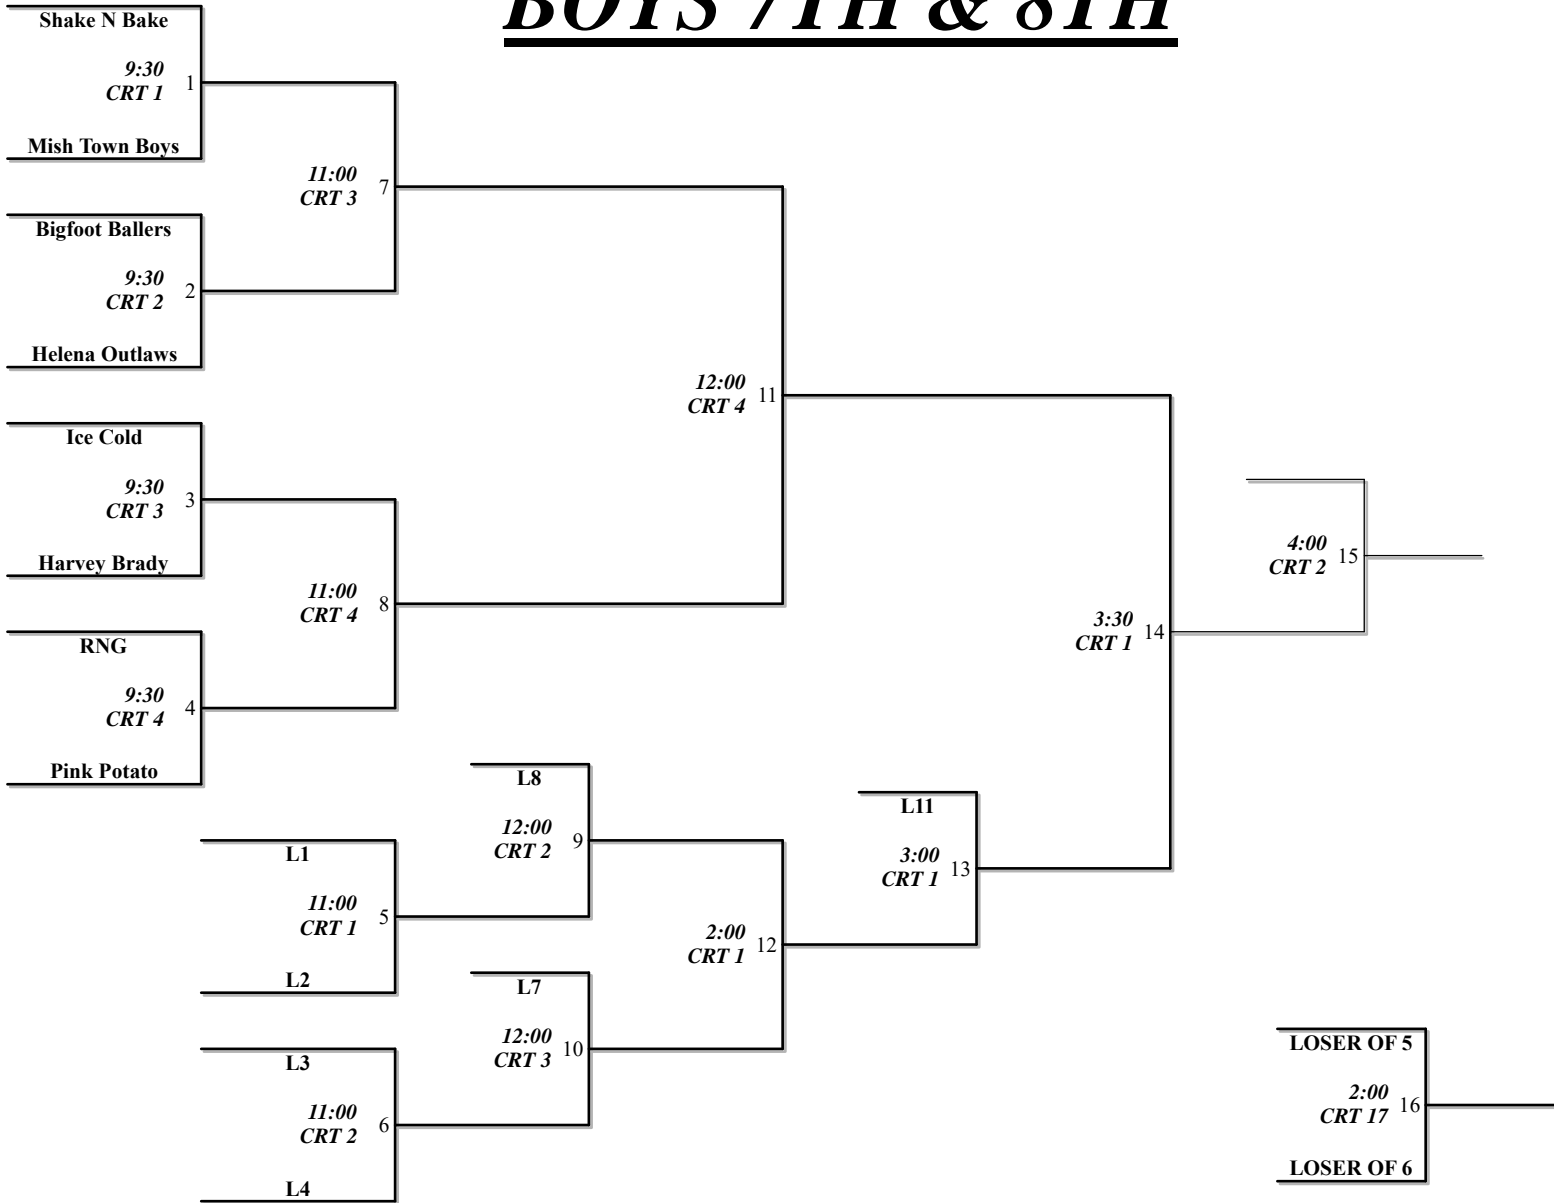 BOYS 7TH & 8TH
Shake N Bake
9:30
CRT 1
1
Mish Town Boys
11:00
CRT 3
7
Bigfoot Ballers
9:30
CRT 2
2
Helena Outlaws
12:00
CRT 4
11
Ice Cold
9:30
CRT 3
3
Harvey Brady
11:00
CRT 4
8
RNG
9:30
CRT 4
4
Pink Potato
4:00
CRT 2
15
3:30
CRT 1
14
L8
12:00
CRT 2
9
L11
3:00
CRT 1
13
L1
11:00
CRT 1
5
L2
2:00
CRT 1
12
L7
12:00
CRT 3
10
L3
11:00
CRT 2
6
L4
LOSER OF 5
2:00
CRT 17
16
LOSER OF 6